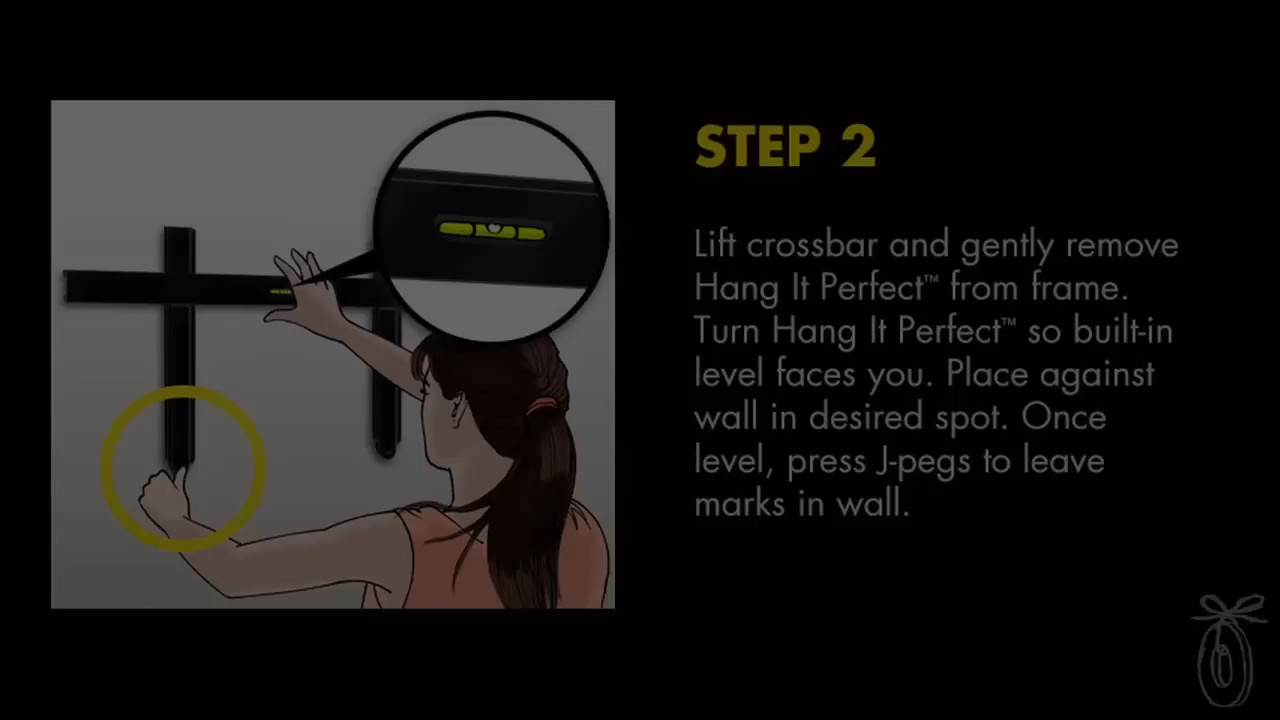 STEP 2
Lift crossbar and gently remove
Hang It Perfect™ from frame.
Turn Hang It Perfect™ so built-in
level faces you. Place against
wall in desired spot. Once
level, press J-pegs to leave
marks in wall.